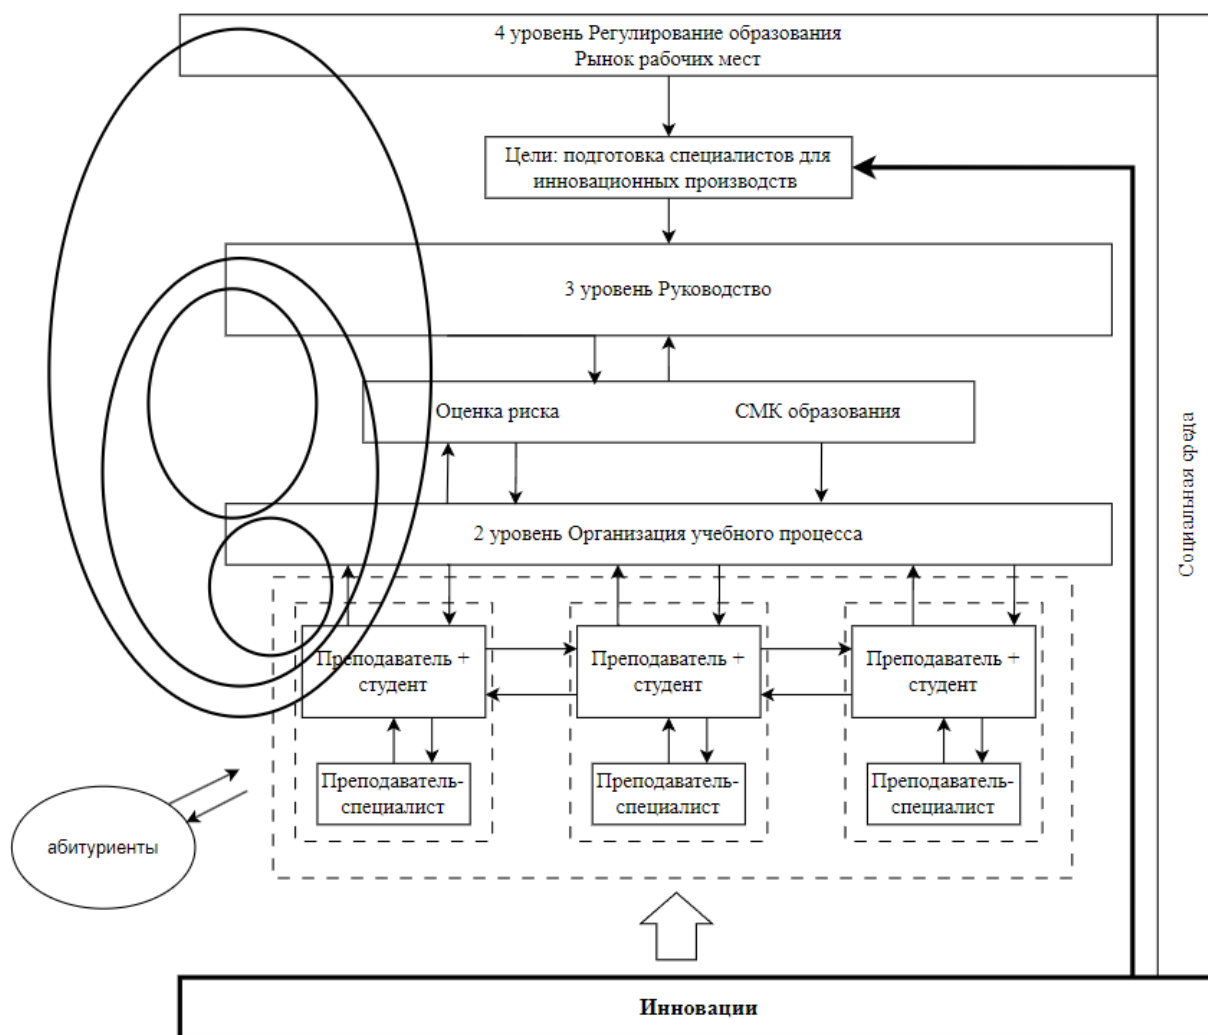 4 уровень Регулирование образования
Рынок рабочих мест
Цели: подготовка специалистов для
инновационных производств
3 уровень Руководство
Оценка риска
СМК образования
Социальная среда
2 уровень Организация учебного процесса
Преподаватель +
студент
Преподаватель +
студент
Преподаватель +
студент
Преподаватель-
специалист
Преподаватель-
специалист
Преподаватель-
специалист
абитуриенты
Инновации